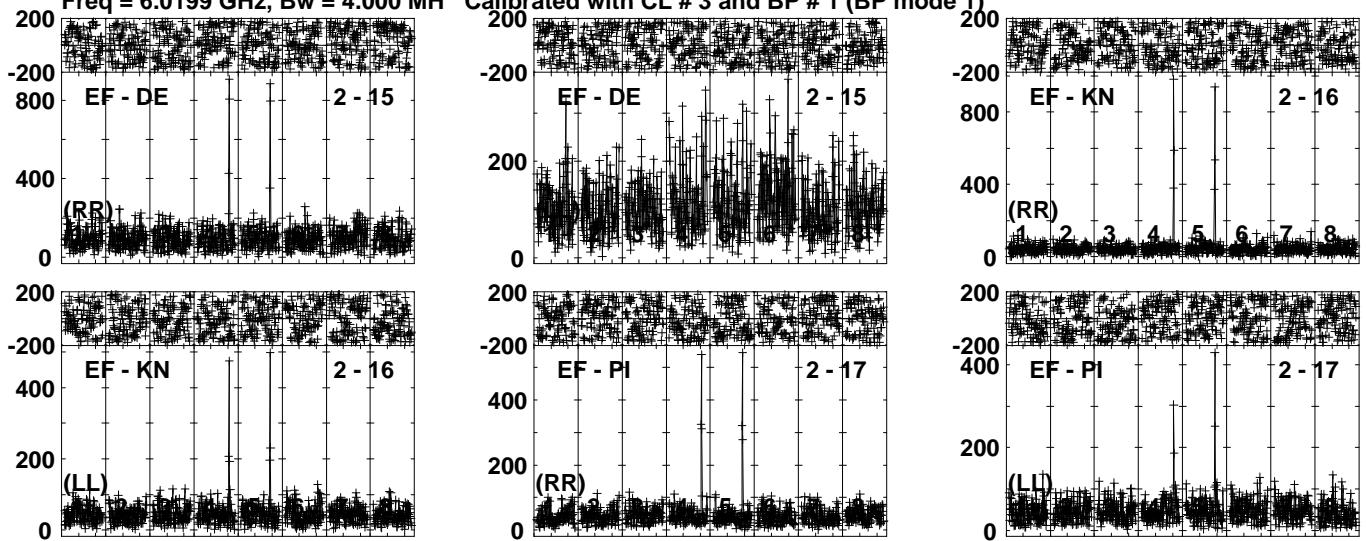 Freq = 6.0199 GHz, Bw = 4.000 MH Calibrated with CL # 3 and BP # 1 (BP mode 1)
200
-200
EF - DE 2 - 15
800
400
0
(RR)
EF - DE 2 - 15
200
0
200
-200
EF - KN 2 - 16
800
400
0
(RR)
1 2 3 4 5 6 7 8
200
-200
EF - KN 2 - 16
400
200
0
(LL)
200
-200
EF - PI 2 - 17
400
200
0
(RR)
200
-200
EF - PI 2 - 17
400
200
0
(LL)